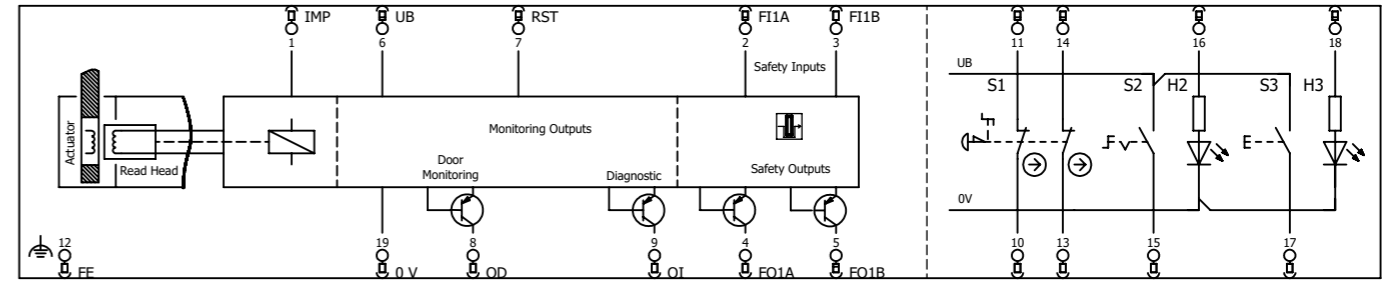 IMP
UB
RST
FI1A
FI1B
1
6
7
2
3
11
14
16
18
Safety Inputs
UB
S1
S2
H2
S3
H3
Actuator
Read Head
Monitoring Outputs
Door
Monitoring
Diagnostic
Safety Outputs
0V
12
19
8
9
4
5
10
13
15
17
FE
0 V
OD
OI
FO1A
FO1B